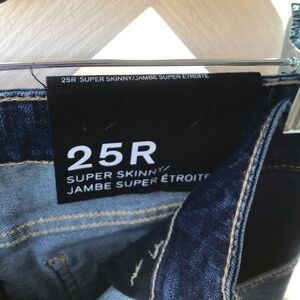 25R SUPER SKINNY/JAMBE SUPER ÉTROITE
25R
SUPER SKINNY/
JAMBE SUPER ÉTROITE